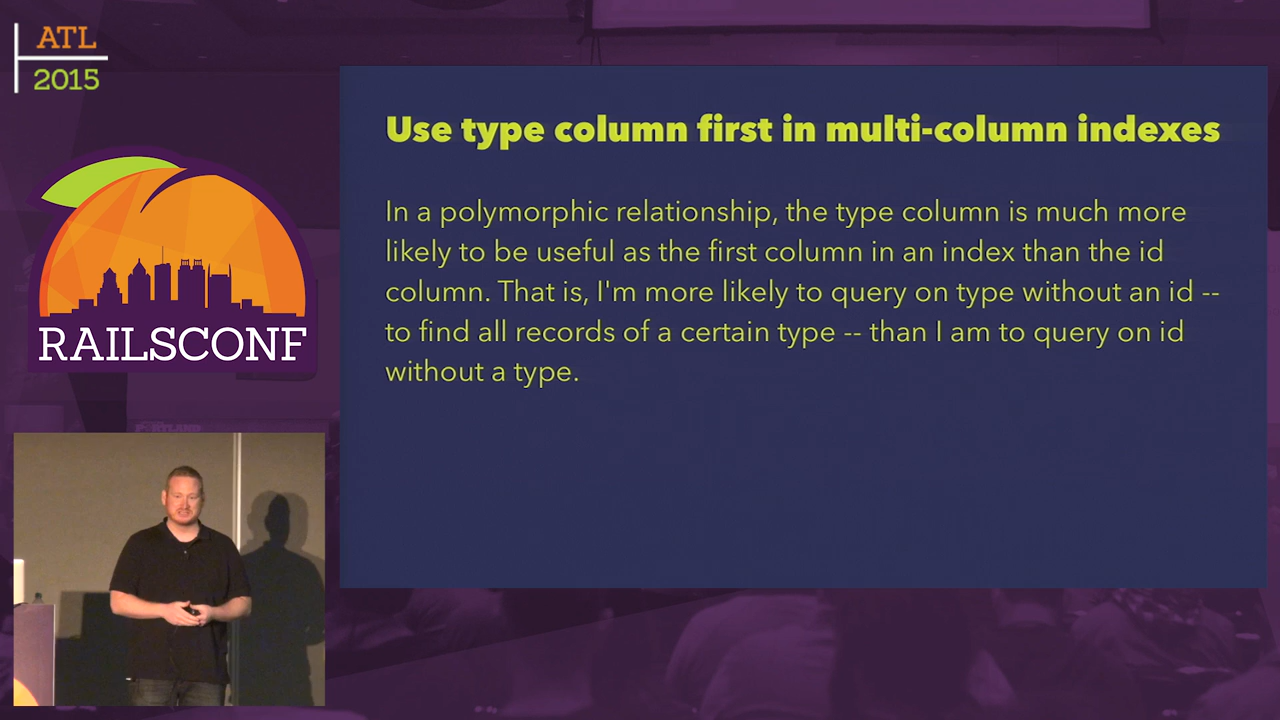 ATL
2015
RAILSCONF
Use type column first in multi-column indexes
In a polymorphic relationship, the type column is much more
likely to be useful as the first column in an index than the id
column. That is, I'm more likely to query on type without an id --
to find all records of a certain type -- than I am to query on id
without a type.
PORTLAND